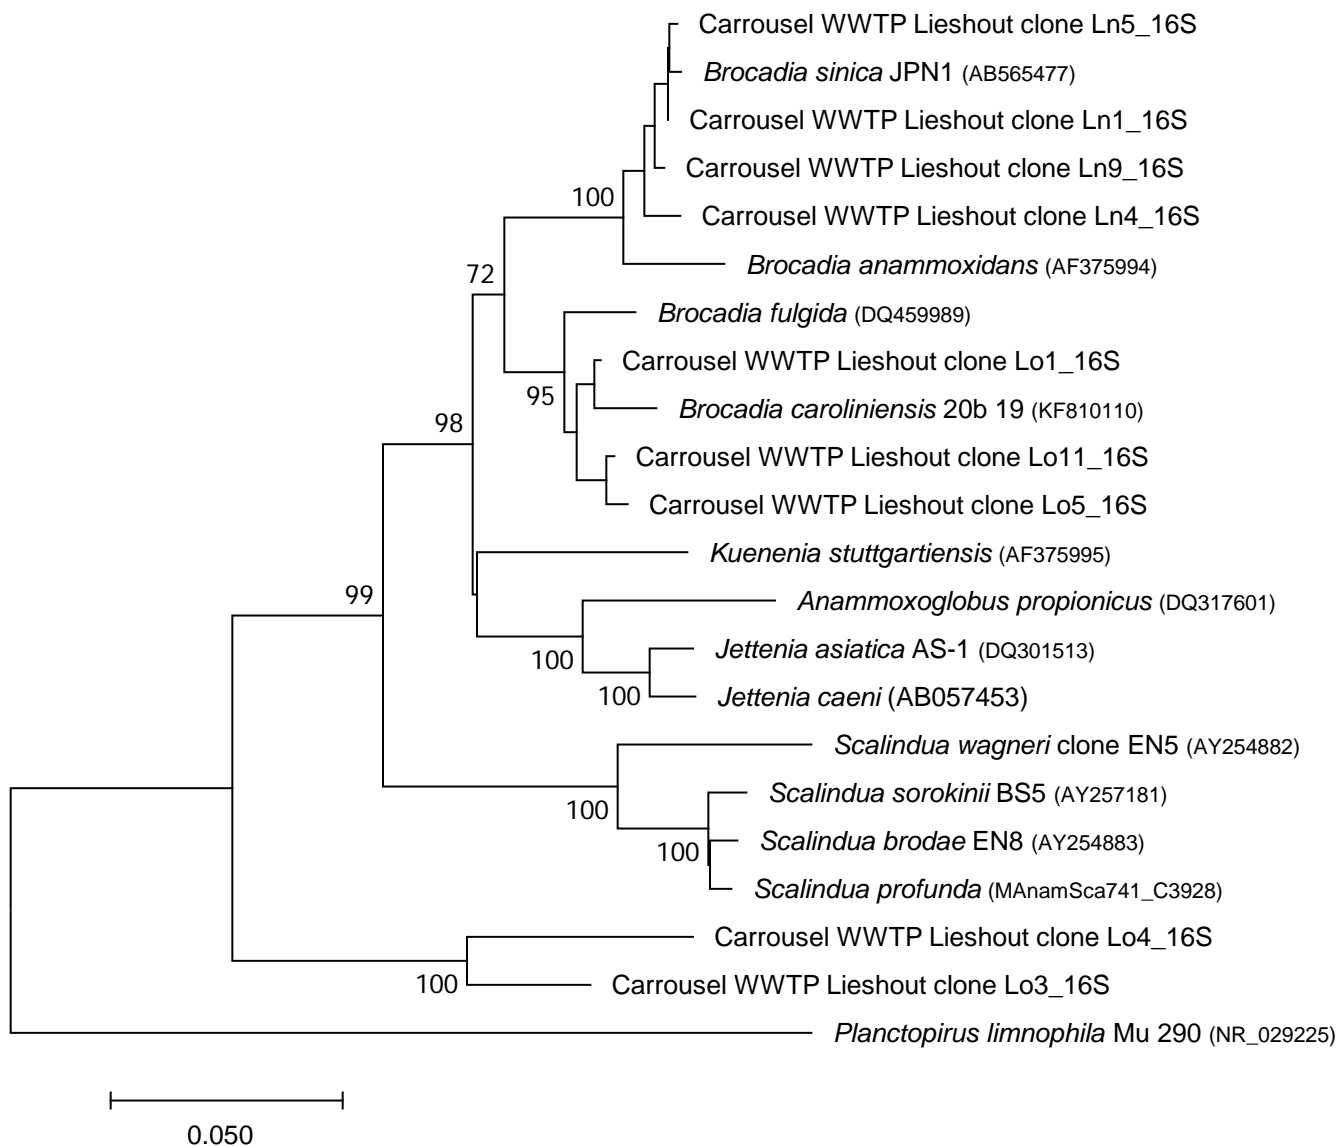 Carrousel WWTP Lieshout clone Ln5_16S
Brocadia sinica JPN1 (AB565477)
Carrousel WWTP Lieshout clone Ln1_16S
Carrousel WWTP Lieshout clone Ln9_16S
100
Carrousel WWTP Lieshout clone Ln4_16S
Brocadia anammoxidans (AF375994)
72
Brocadia fulgida (DQ459989)
Carrousel WWTP Lieshout clone Lo1_16S
95
Brocadia caroliniensis 20b 19 (KF810110)
98
Carrousel WWTP Lieshout clone Lo11_16S
Carrousel WWTP Lieshout clone Lo5_16S
Kuenenia stuttgartiensis (AF375995)
99
Anammoxoglobus propionicus (DQ317601)
Jettenia asiatica AS-1 (DQ301513)
100
100
Jettenia caeni (AB057453)
Scalindua wagneri clone EN5 (AY254882)
Scalindua sorokinii BS5 (AY257181)
100
Scalindua brodae EN8 (AY254883)
100
Scalindua profunda (MAnamSca741_C3928)
Carrousel WWTP Lieshout clone Lo4_16S
100
Carrousel WWTP Lieshout clone Lo3_16S
Planctopirus limnophila Mu 290 (NR_029225)
0.050